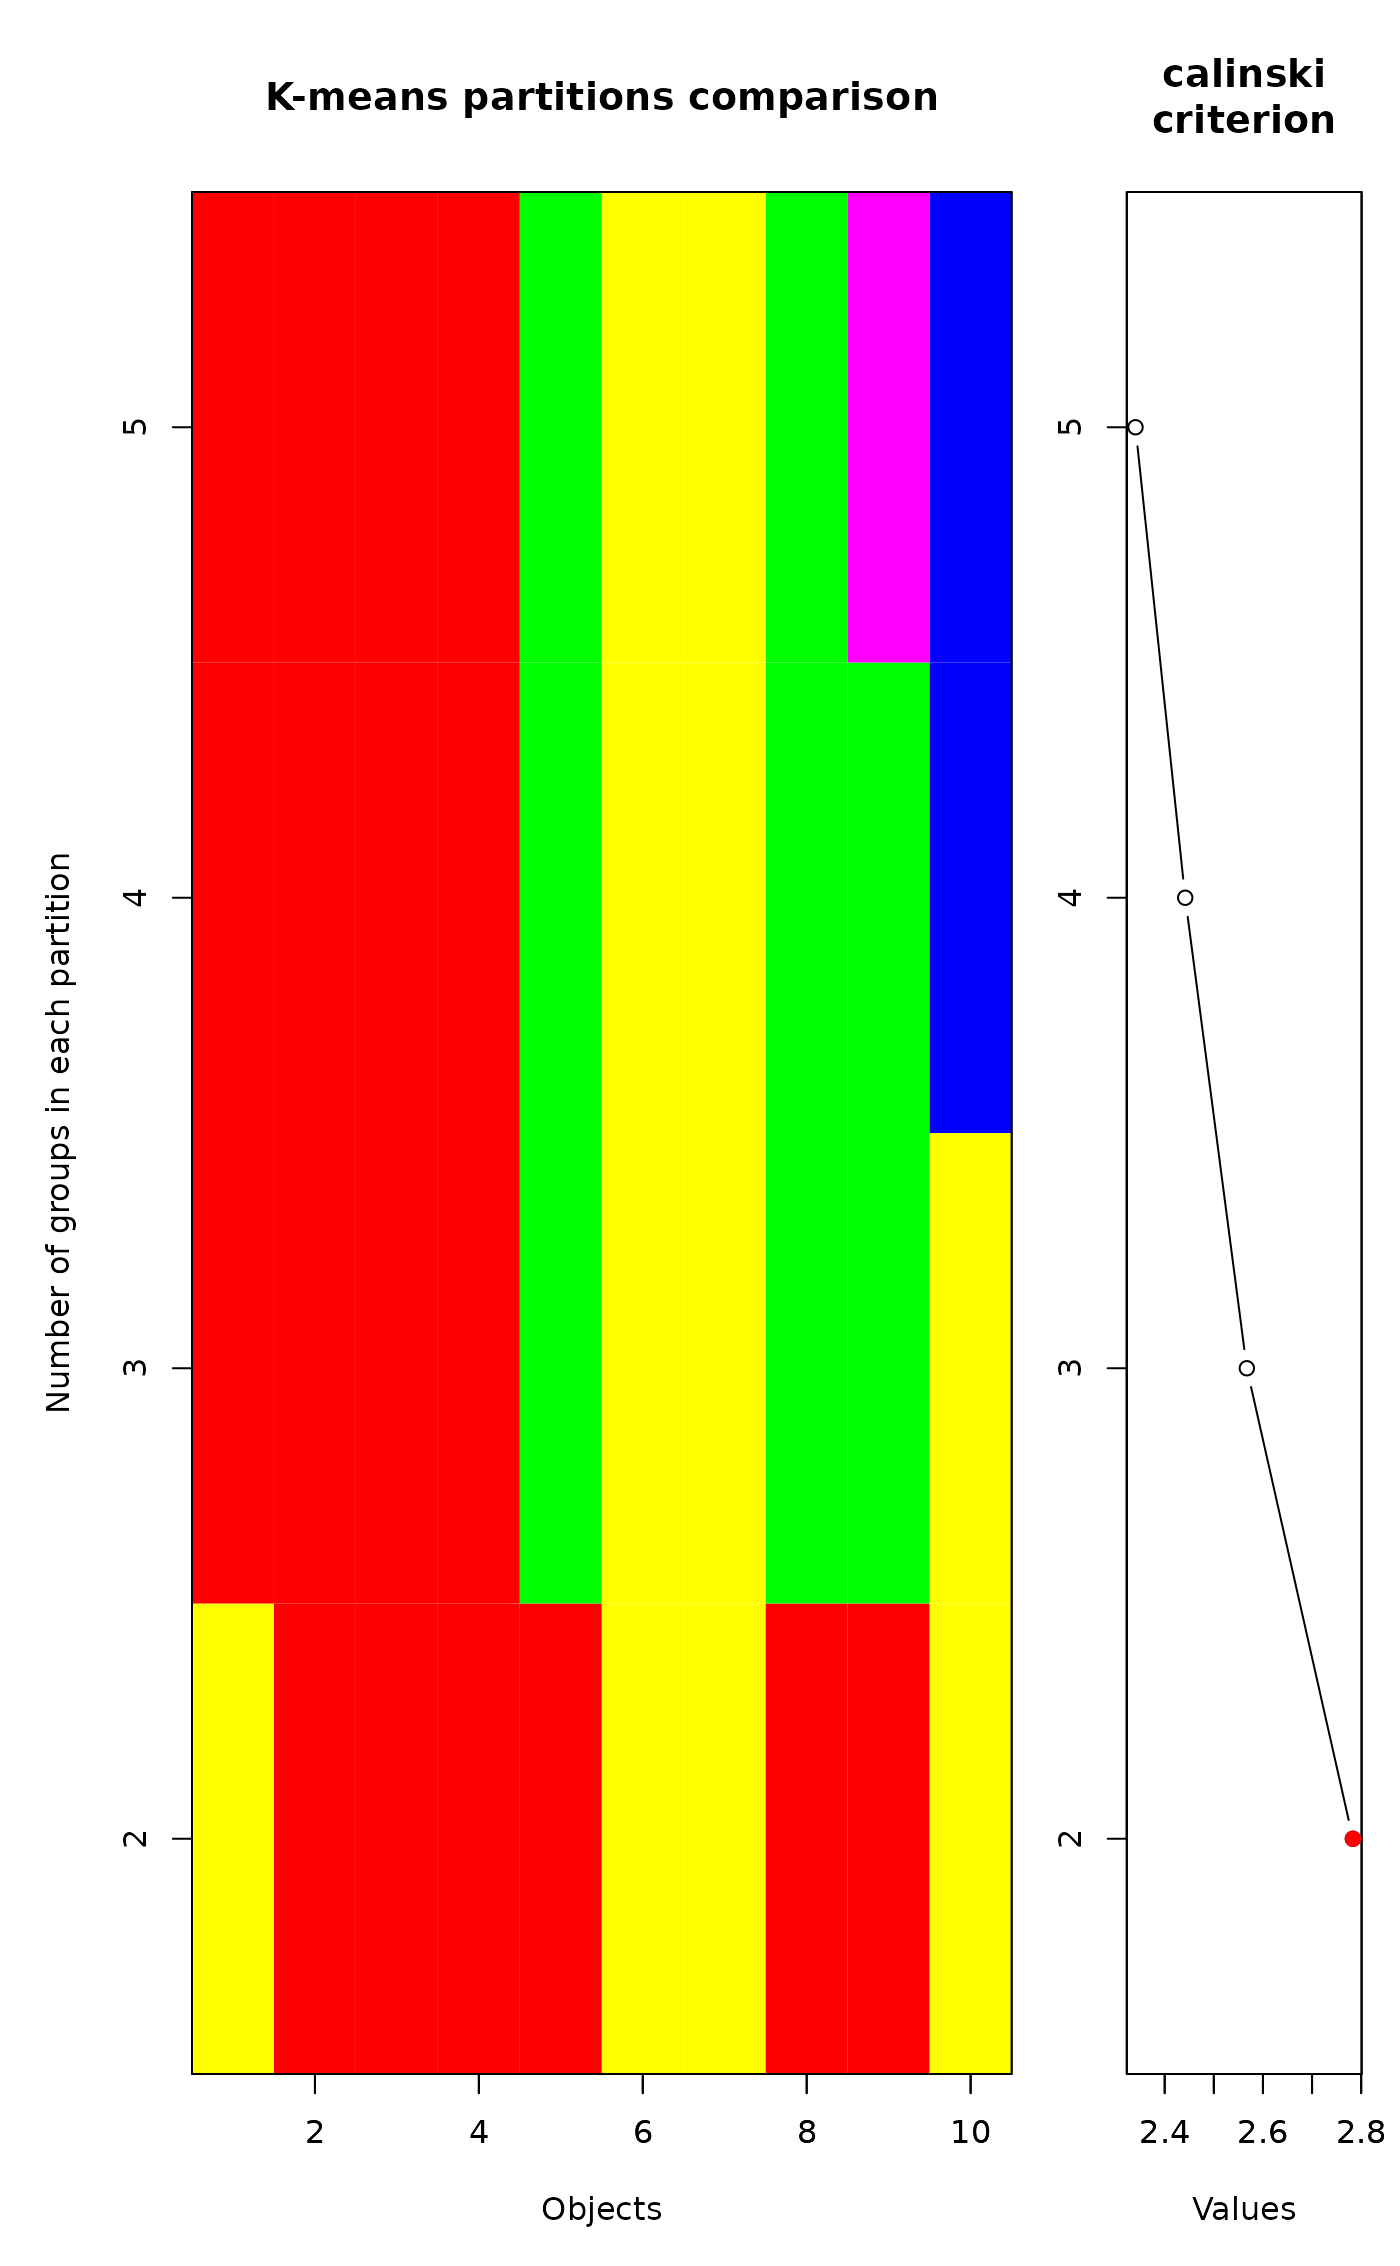 K-means partitions comparison
calinski
criterion
Number of groups in each partition
5
4
3
2
2 4 6 8 10
Objects
5
4
3
2
2.4 2.6 2.8
Values